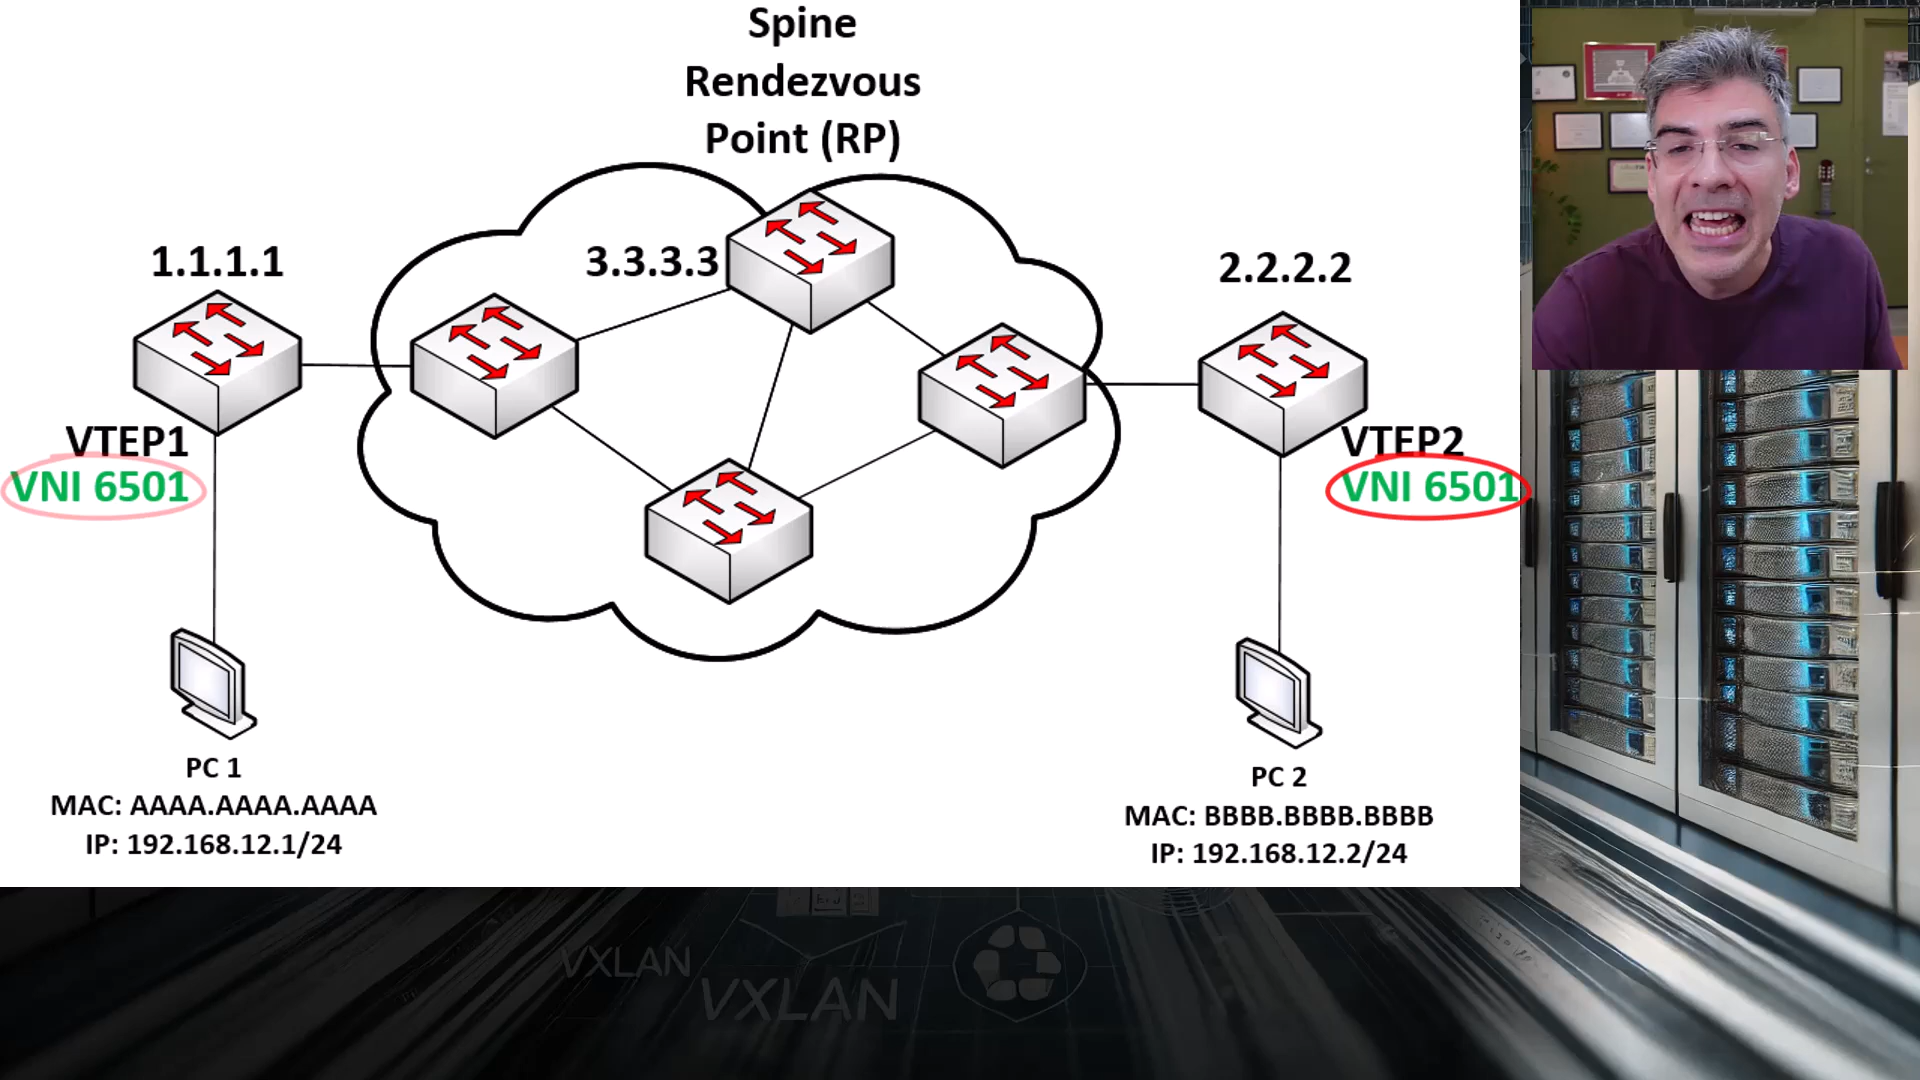 Spine
Rendezvous
Point (RP)
1.1.1.1
3.3.3.3
2.2.2.2
VTEP1
VNI 6501
VTEP2
VNI 6501
PC 1
MAC: AAAA.AAAA.AAAA
IP: 192.168.12.1/24
PC 2
MAC: BBBB.BBBB.BBBB
IP: 192.168.12.2/24
VXLAN
VXLAN